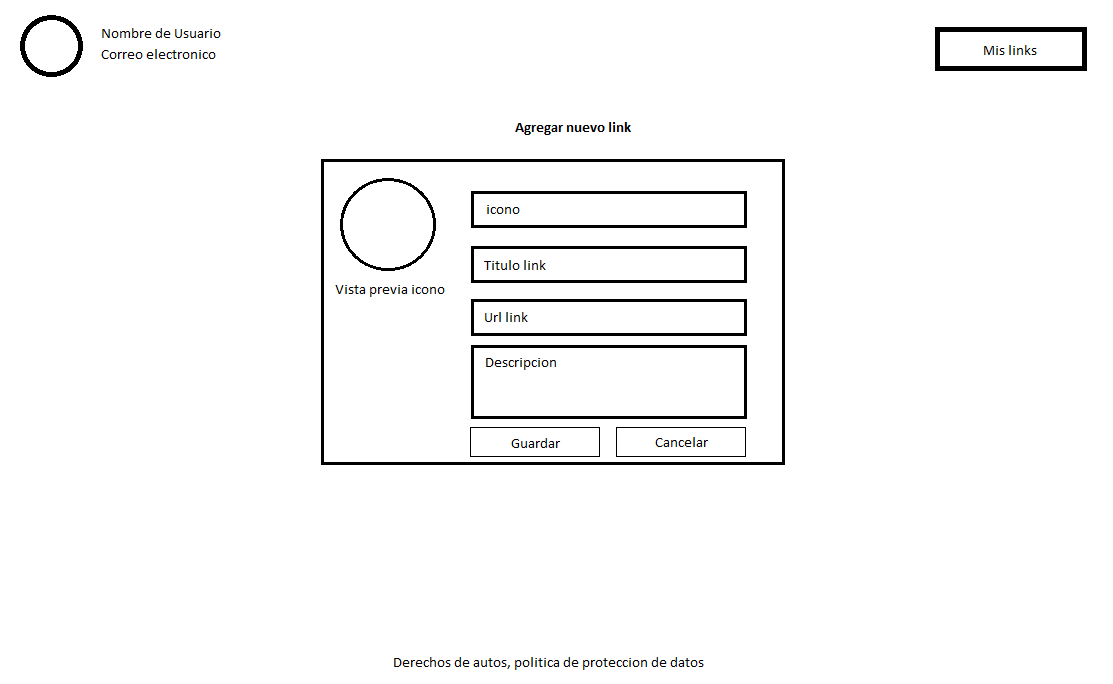 Nombre de Usuario
Correo electronico
Mis links
Agregar nuevo link
icono
Titulo link
Vista previa icono
Url link
Descripcion
Guardar
Cancelar
Derechos de autos, politica de proteccion de datos